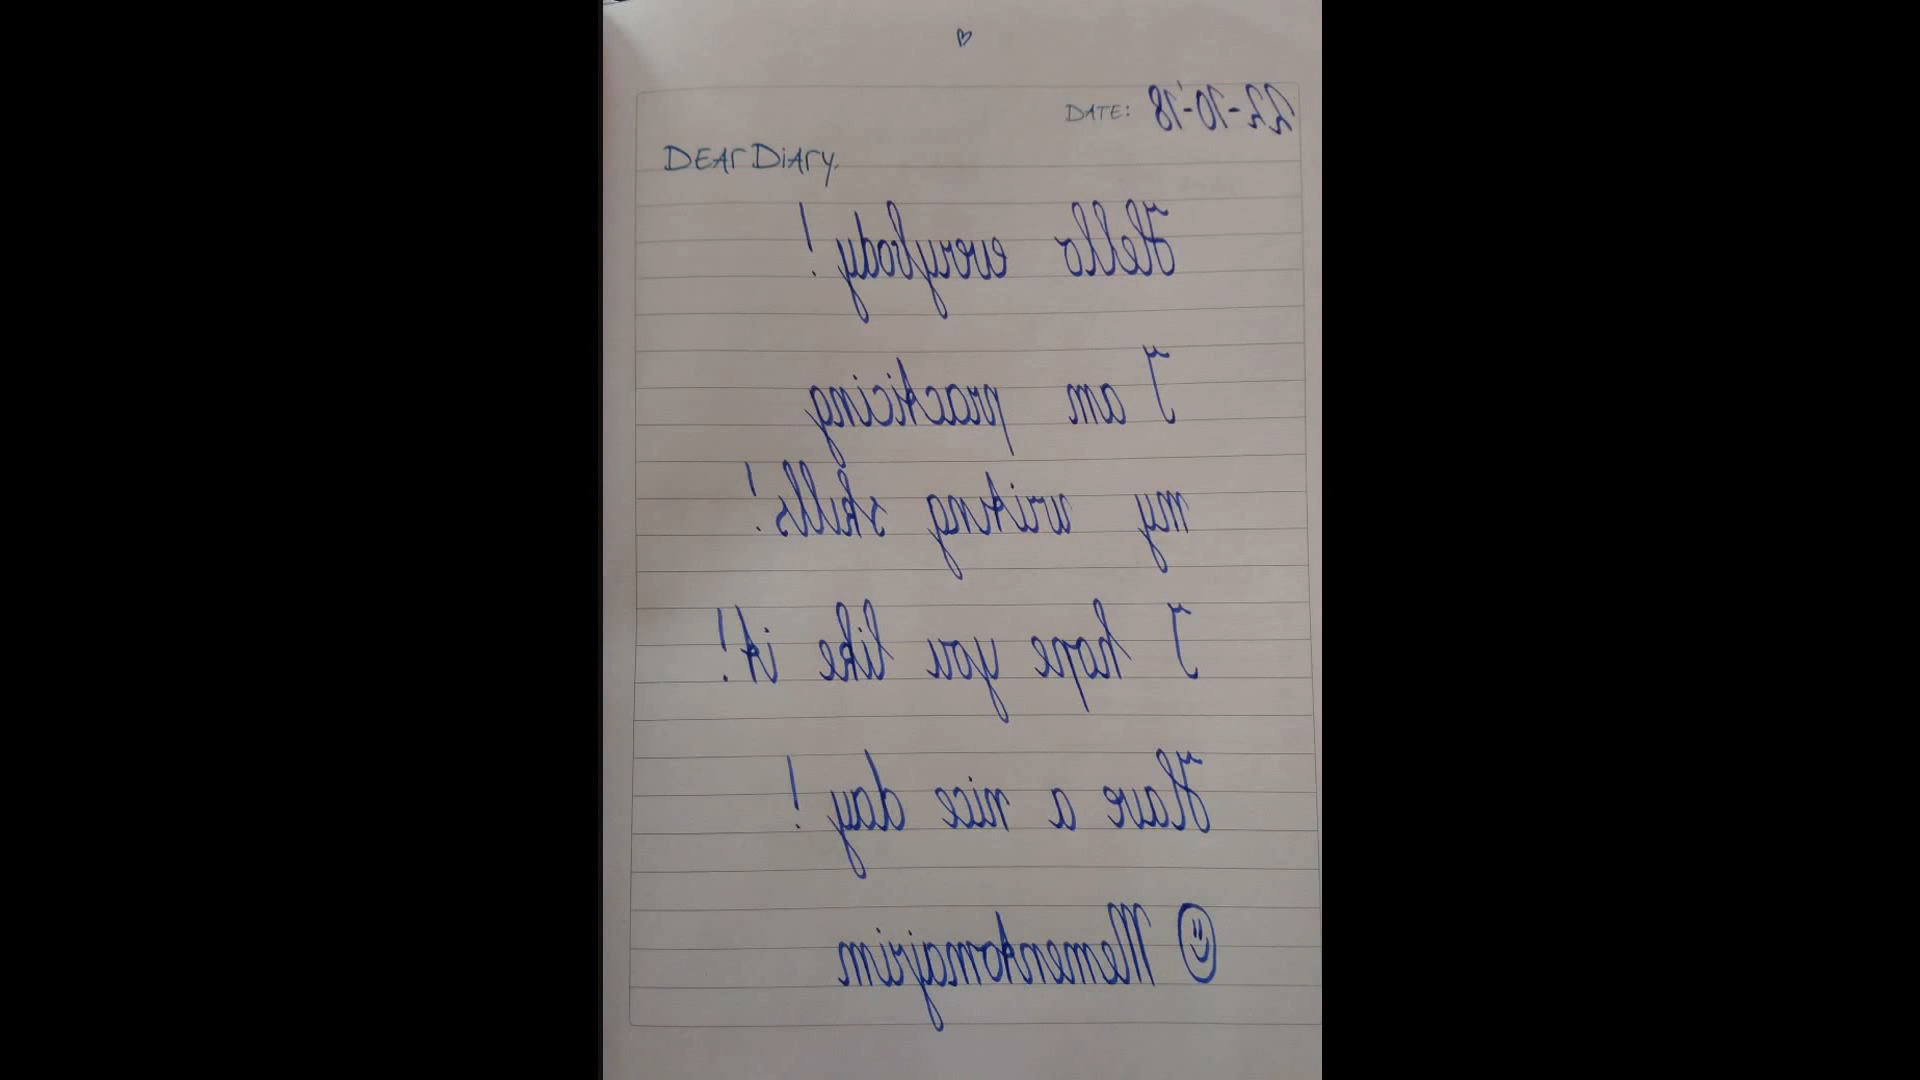 DATE: 22-10-'18
DEAR DIARY.
Hello everybody!
I am practicing
my writing skills!
I hope you like it!
Have a nice day!